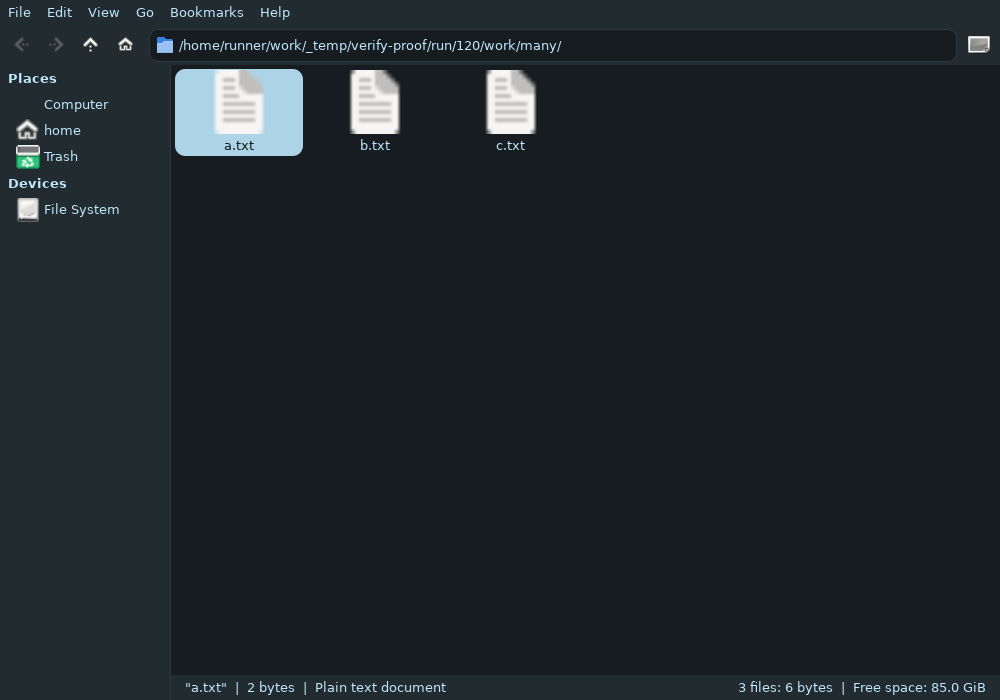 File Edit View Go Bookmarks Help
/home/runner/work/_temp/verify-proof/run/120/work/many/
Places
Computer
home
Trash
Devices
File System
a.txt b.txt c.txt
"a.txt" | 2 bytes | Plain text document 3 files: 6 bytes | Free space: 85.0 GiB